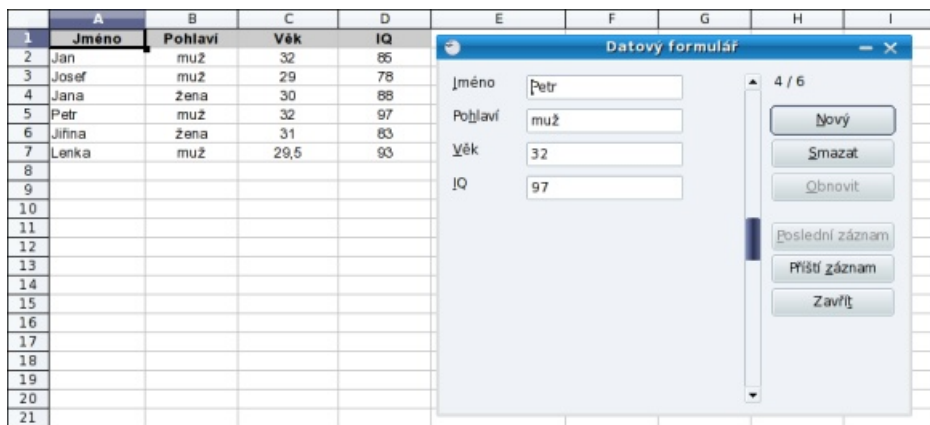 A B C D E F G H I
1 Jméno Pohlaví Věk IQ
2 Jan muž 32 85
3 Josef muž 29 78
4 Jana žena 30 88
5 Petr muž 32 97
6 Jiřina žena 31 83
7 Lenka muž 29,5 93
8
9
10
11
12
13
14
15
16
17
18
19
20
21
Datový formulář
Jméno Petr
Pohlaví muž
Věk 32
IQ 97
4 / 6
Nový
Smazat
Obnovit
Poslední záznam
Příští záznam
Zavřít